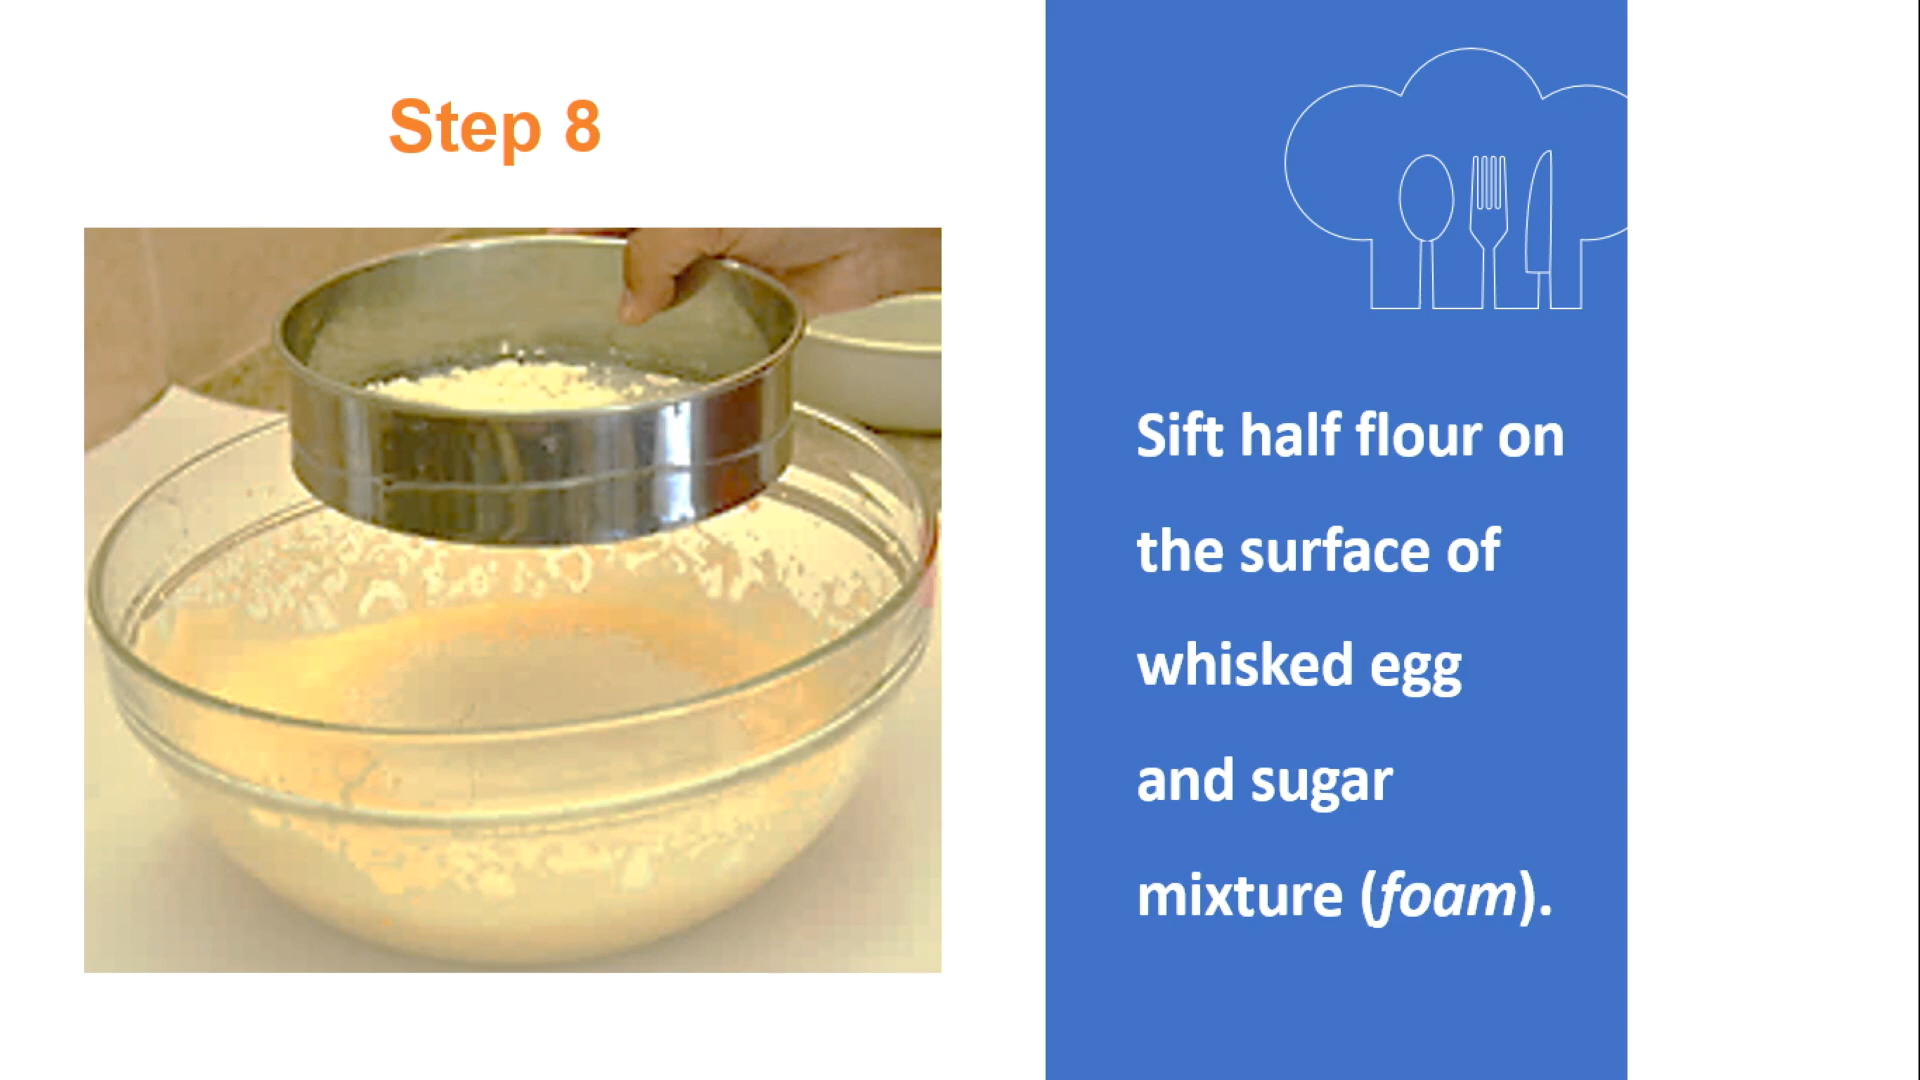 Step 8
Sift half flour on
the surface of
whisked egg
and sugar
mixture (foam).